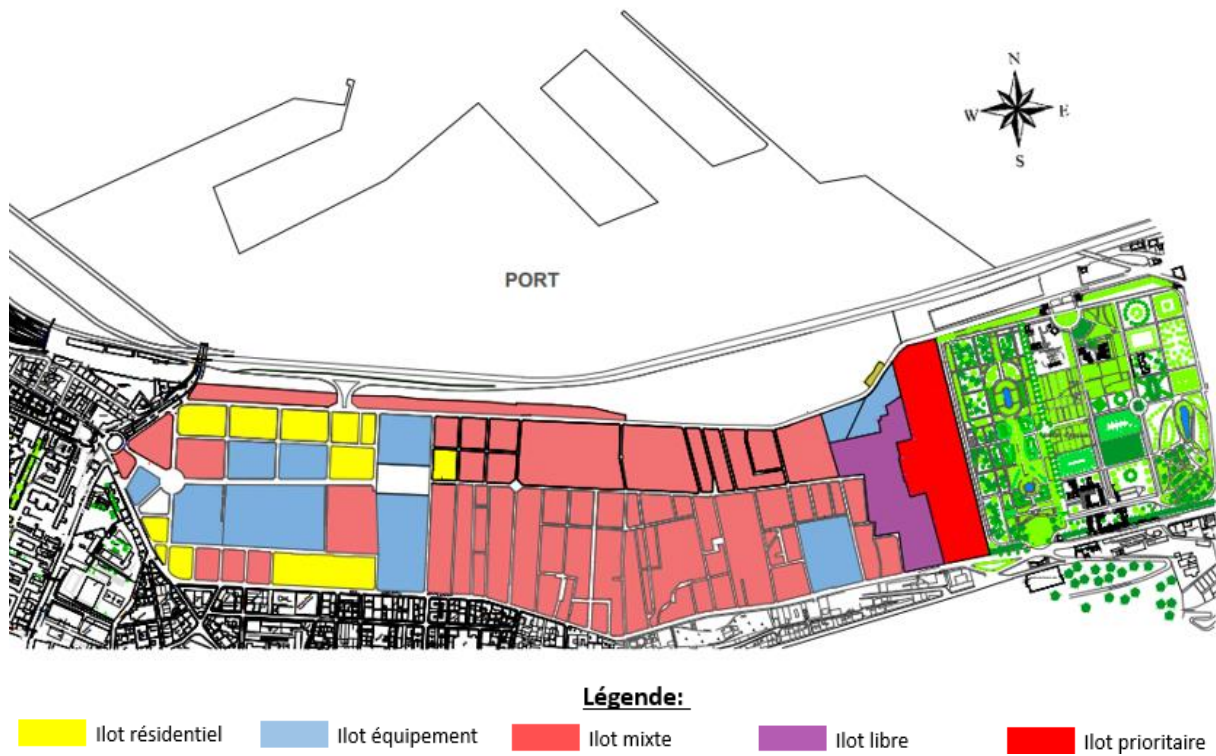 N
W E
S
PORT
Légende:
Ilot résidentiel
Ilot équipement
Ilot mixte
Ilot libre
Ilot prioritaire